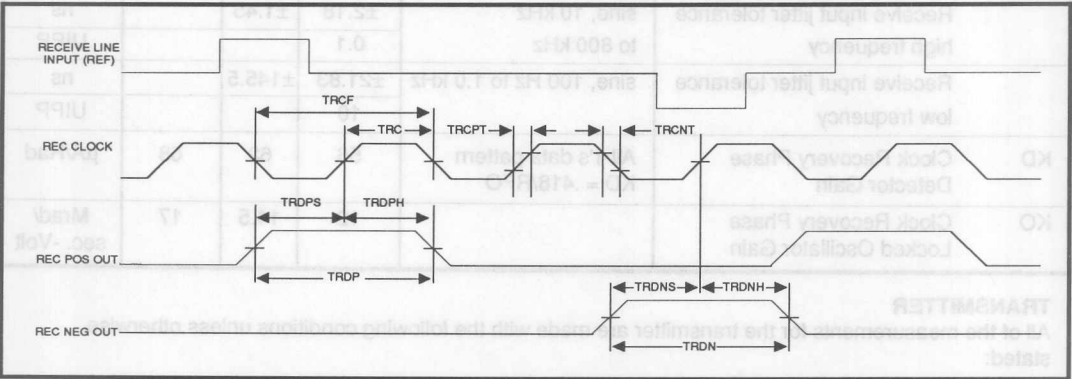 RECEIVE LINE
INPUT (REF)
TRCF
TRC
TRCPT
TRCNT
REC CLOCK
TRDPS
TRDPH
REC POS OUT
TRDP
TRDNS
TRDNH
REC NEG OUT
TRDN